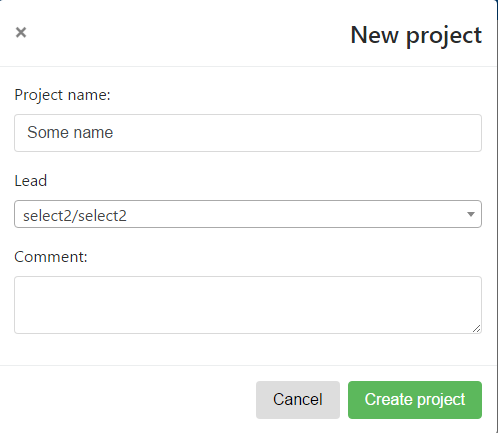 × New project
Project name:
Some name
Lead
select2/select2
Comment:
Cancel Create project